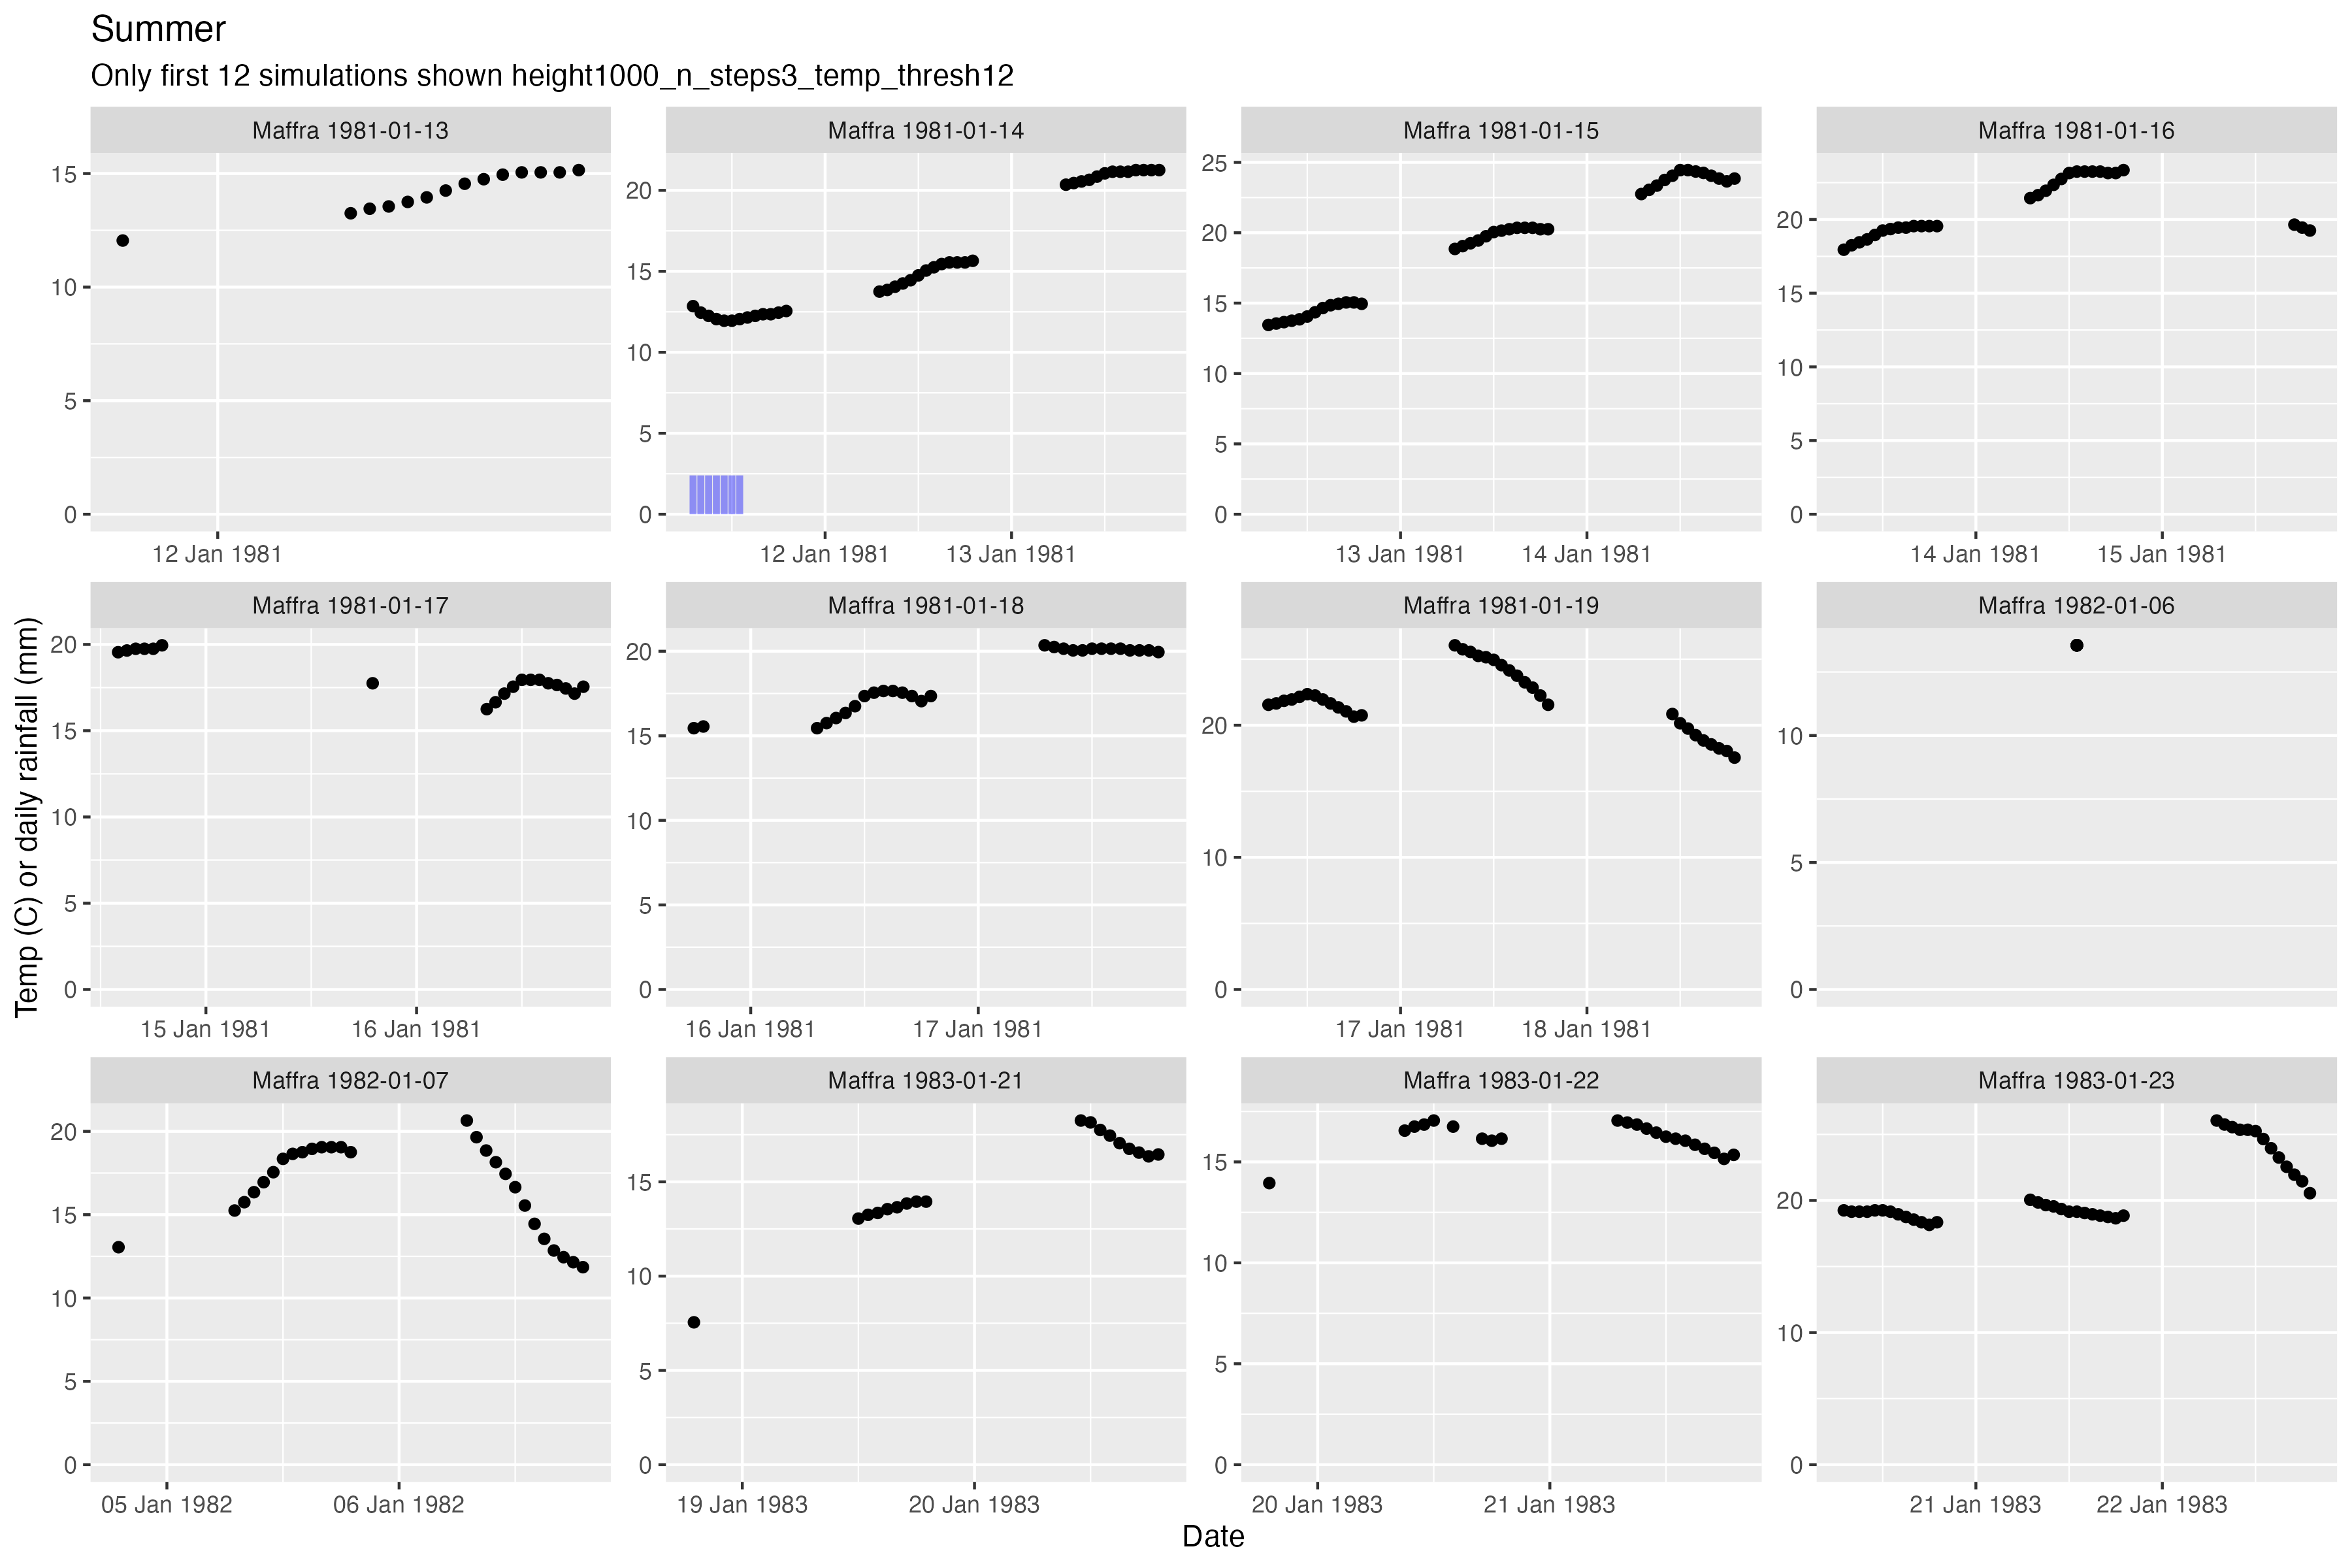 Summer
Only first 12 simulations shown height1000_n_steps3_temp_thresh12
Maffra 1981-01-13
Maffra 1981-01-14
Maffra 1981-01-15
Maffra 1981-01-16
15
10
5
0
20
15
10
5
0
25
20
15
10
5
0
20
15
10
5
0
12 Jan 1981
12 Jan 1981
13 Jan 1981
13 Jan 1981
14 Jan 1981
14 Jan 1981
15 Jan 1981
Maffra 1981-01-17
Maffra 1981-01-18
Maffra 1981-01-19
Maffra 1982-01-06
20
15
10
5
0
20
15
10
5
0
20
10
0
10
5
0
15 Jan 1981
16 Jan 1981
16 Jan 1981
17 Jan 1981
17 Jan 1981
18 Jan 1981
Maffra 1982-01-07
Maffra 1983-01-21
Maffra 1983-01-22
Maffra 1983-01-23
20
15
10
5
0
15
10
5
0
15
10
5
0
20
10
0
05 Jan 1982
06 Jan 1982
19 Jan 1983
20 Jan 1983
20 Jan 1983
21 Jan 1983
21 Jan 1983
22 Jan 1983
Temp (C) or daily rainfall (mm)
Date